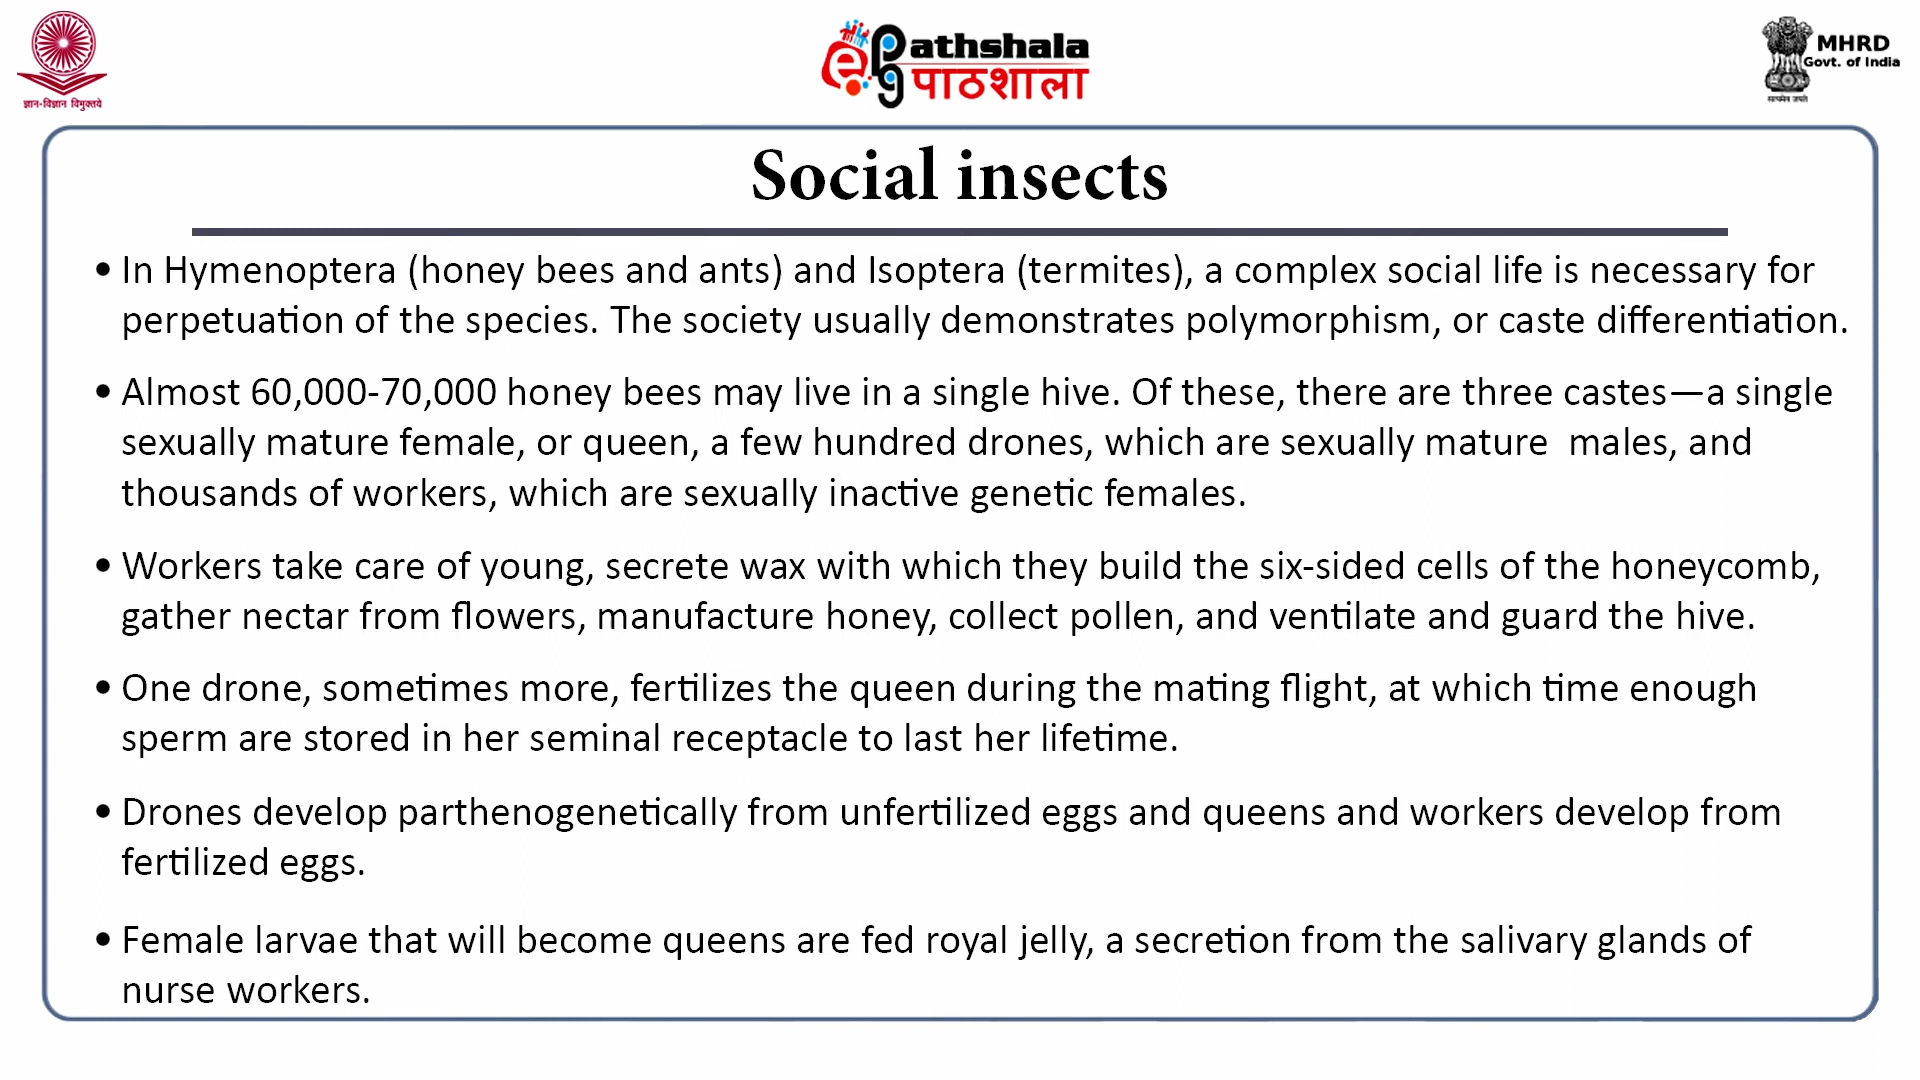 ज्ञान-विज्ञान विमुक्तये
ePG Pathshala
पाठशाला
MHRD
Govt. of India
सत्यमेव जयते
Social insects
• In Hymenoptera (honey bees and ants) and Isoptera (termites), a complex social life is necessary for
perpetuation of the species. The society usually demonstrates polymorphism, or caste differentiation.
• Almost 60,000-70,000 honey bees may live in a single hive. Of these, there are three castes—a single
sexually mature female, or queen, a few hundred drones, which are sexually mature  males, and
thousands of workers, which are sexually inactive genetic females.
• Workers take care of young, secrete wax with which they build the six-sided cells of the honeycomb,
gather nectar from flowers, manufacture honey, collect pollen, and ventilate and guard the hive.
• One drone, sometimes more, fertilizes the queen during the mating flight, at which time enough
sperm are stored in her seminal receptacle to last her lifetime.
• Drones develop parthenogenetically from unfertilized eggs and queens and workers develop from
fertilized eggs.
• Female larvae that will become queens are fed royal jelly, a secretion from the salivary glands of
nurse workers.